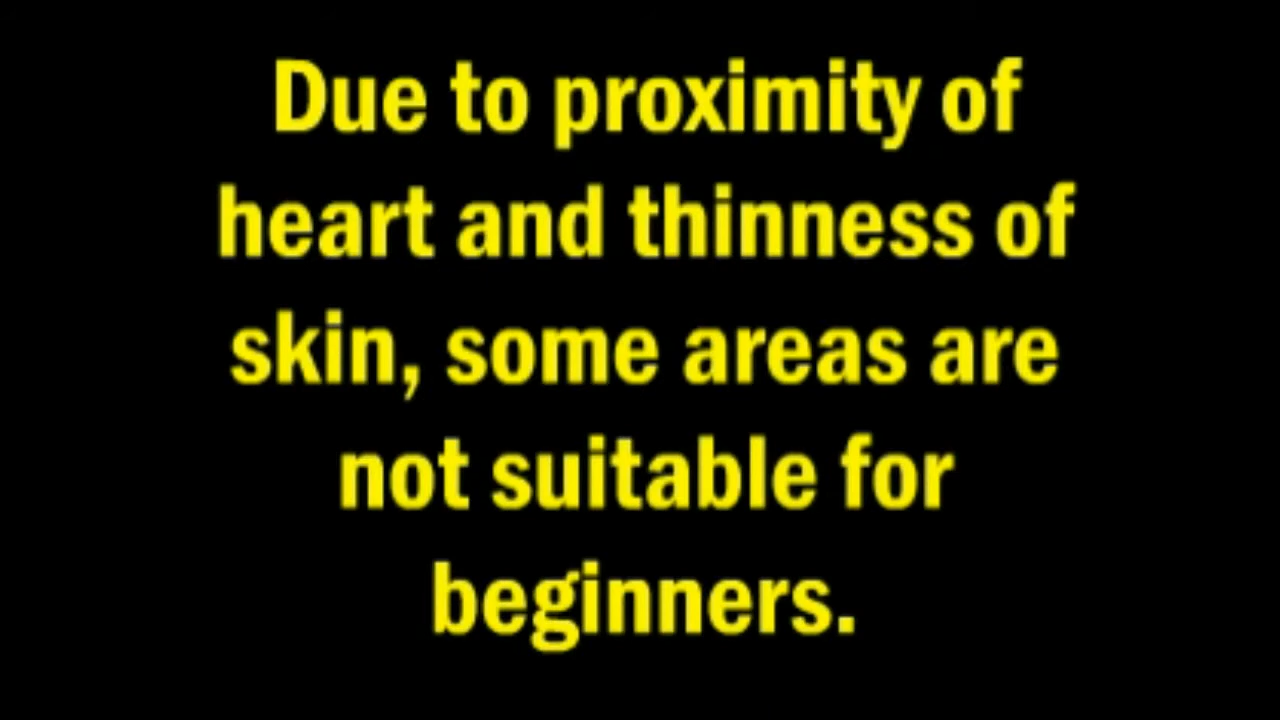 Due to proximity of
heart and thinness of
skin, some areas are
not suitable for
beginners.